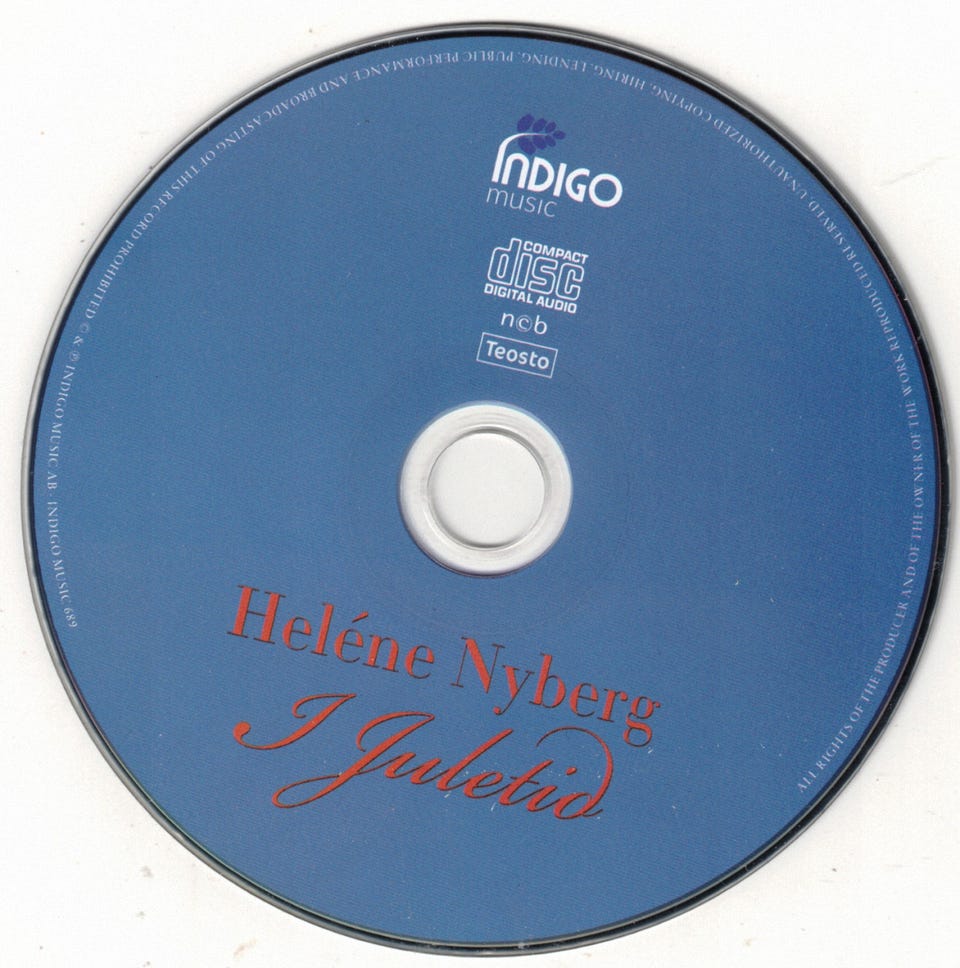 INDIGO
music
COMPACT
disc
DIGITAL AUDIO
n©b
Teosto
Heléne Nyberg
I Juletid
ALL RIGHTS OF THE PRODUCER AND OF THE OWNER OF THE WORK REPRODUCED RESERVED. UNAUTHORIZED COPYING, HIRING, LENDING, PUBLIC PERFORMANCE AND BROADCASTING OF THIS RECORD PROHIBITED © & ℗ INDIGO MUSIC AB · INDIGO MUSIC 689